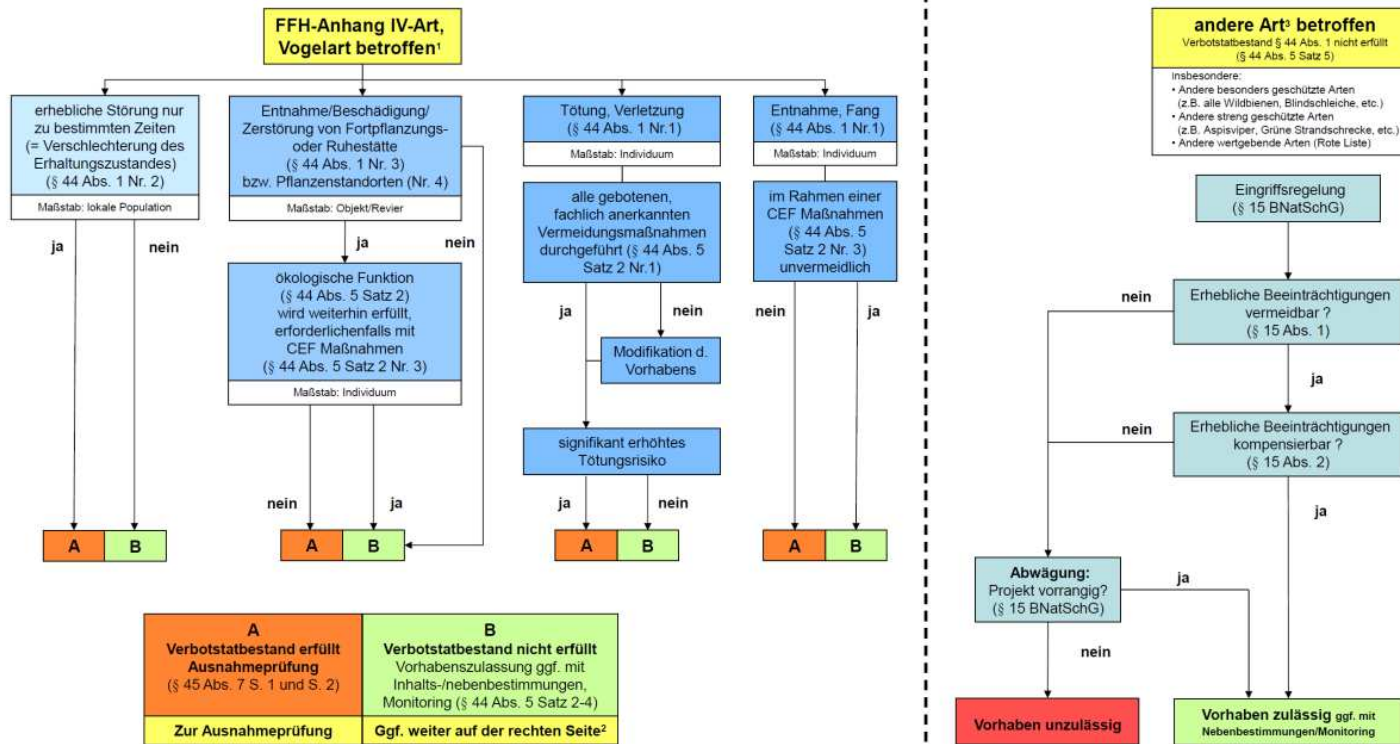 FFH-Anhang IV-Art,
Vogelart betroffen¹
erhebliche Störung nur
zu bestimmten Zeiten
(= Verschlechterung des
Erhaltungszustandes)
(§ 44 Abs. 1 Nr. 2)
Maßstab: lokale Population
ja
nein
Entnahme/Beschädigung/
Zerstörung von Fortpflanzungs-
oder Ruhestätte
(§ 44 Abs. 1 Nr. 3)
bzw. Pflanzenstandorten (Nr. 4)
Maßstab: Objekt/Revier
ja
nein
ökologische Funktion
(§ 44 Abs. 5 Satz 2)
wird weiterhin erfüllt,
erforderlichenfalls mit
CEF Maßnahmen
(§ 44 Abs. 5 Satz 2 Nr. 3)
Maßstab: Individuum
nein
ja
Tötung, Verletzung
(§ 44 Abs. 1 Nr.1)
Maßstab: Individuum
alle gebotenen,
fachlich anerkannten
Vermeidungsmaßnahmen
durchgeführt (§ 44 Abs. 5
Satz 2 Nr.1)
ja
nein
Modifikation d.
Vorhabens
signifikant erhöhtes
Tötungsrisiko
ja
nein
Entnahme, Fang
(§ 44 Abs. 1 Nr.1)
Maßstab: Individuum
im Rahmen einer
CEF Maßnahmen
(§ 44 Abs. 5
Satz 2 Nr. 3)
unvermeidlich
nein
ja
A
B
A
B
A
B
A
B
A
Verbotstatbestand erfüllt
Ausnahmeprüfung
(§ 45 Abs. 7 S. 1 und S. 2)
Zur Ausnahmeprüfung
B
Verbotstatbestand nicht erfüllt
Vorhabenszulassung ggf. mit
Inhalts-/nebenbestimmungen,
Monitoring (§ 44 Abs. 5 Satz 2-4)
Ggf. weiter auf der rechten Seite²
andere Art³ betroffen
Verbotstatbestand § 44 Abs. 1 nicht erfüllt
(§ 44 Abs. 5 Satz 5)
Insbesondere:
• Andere besonders geschützte Arten
(z.B. alle Wildbienen, Blindschleiche, etc.)
• Andere streng geschützte Arten
(z.B. Aspisviper, Grüne Strandschrecke, etc.)
• Andere wertgebende Arten (Rote Liste)
Eingriffsregelung
(§ 15 BNatSchG)
nein
Erhebliche Beeinträchtigungen
vermeidbar ?
(§ 15 Abs. 1)
ja
nein
Erhebliche Beeinträchtigungen
kompensierbar ?
(§ 15 Abs. 2)
ja
Abwägung:
Projekt vorrangig?
(§ 15 BNatSchG)
ja
nein
Vorhaben unzulässig
Vorhaben zulässig ggf. mit
Nebenbestimmungen/Monitoring